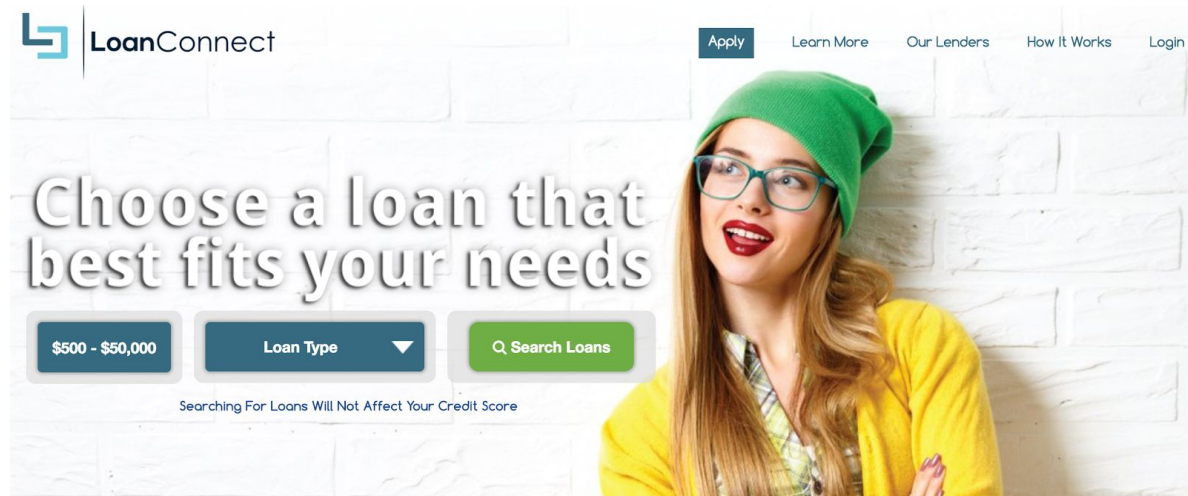 LoanConnect
Apply
Learn More
Our Lenders
How It Works
Login
Choose a loan that
best fits your needs
$500 - $50,000
Loan Type
Search Loans
Searching For Loans Will Not Affect Your Credit Score